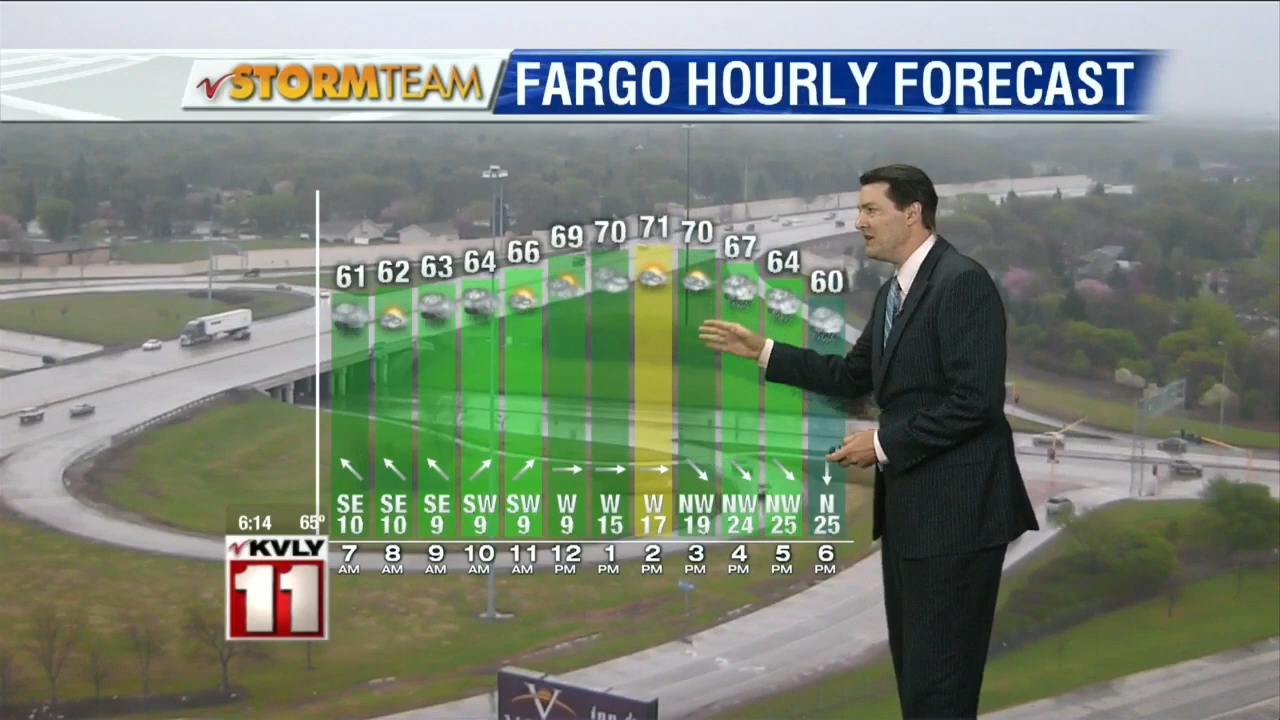 STORMTEAM FARGO HOURLY FORECAST
61 62 63 64 66 69 70 71 70 67 64 60
SE SE SE SW SW W W W NW NW NW N
10 10 9 9 9 9 15 17 19 24 25 25
7 8 9 10 11 12 1 2 3 4 5 6
AM AM AM AM AM PM PM PM PM PM PM PM
6:14 65°
KVLY
11